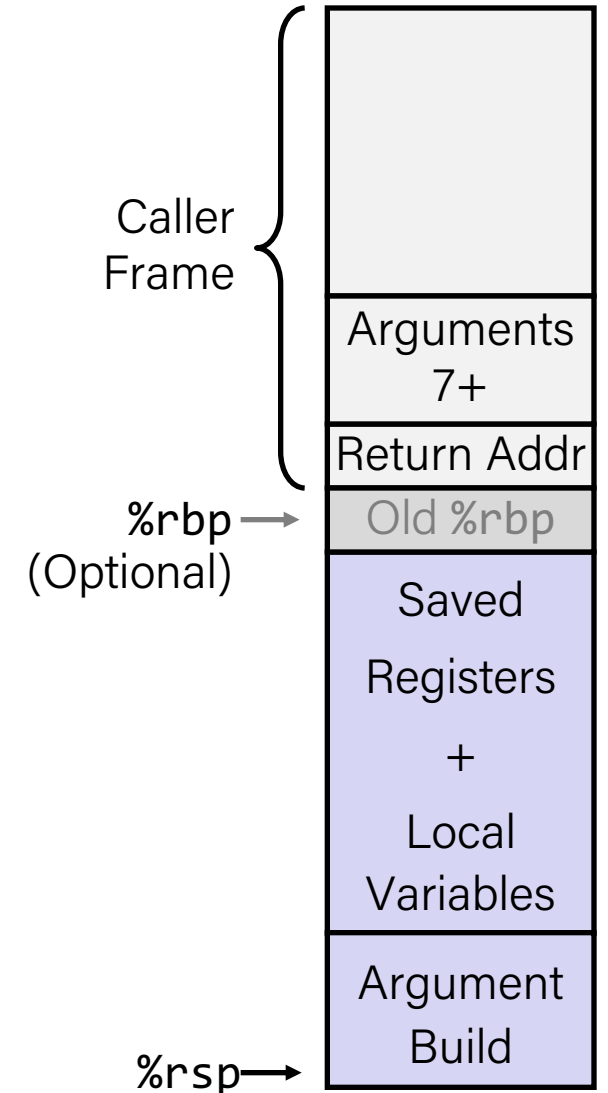 Caller
Frame
Arguments
7+
Return Addr
%rbp
(Optional)
Old %rbp
Saved
Registers
+
Local
Variables
Argument
Build
%rsp